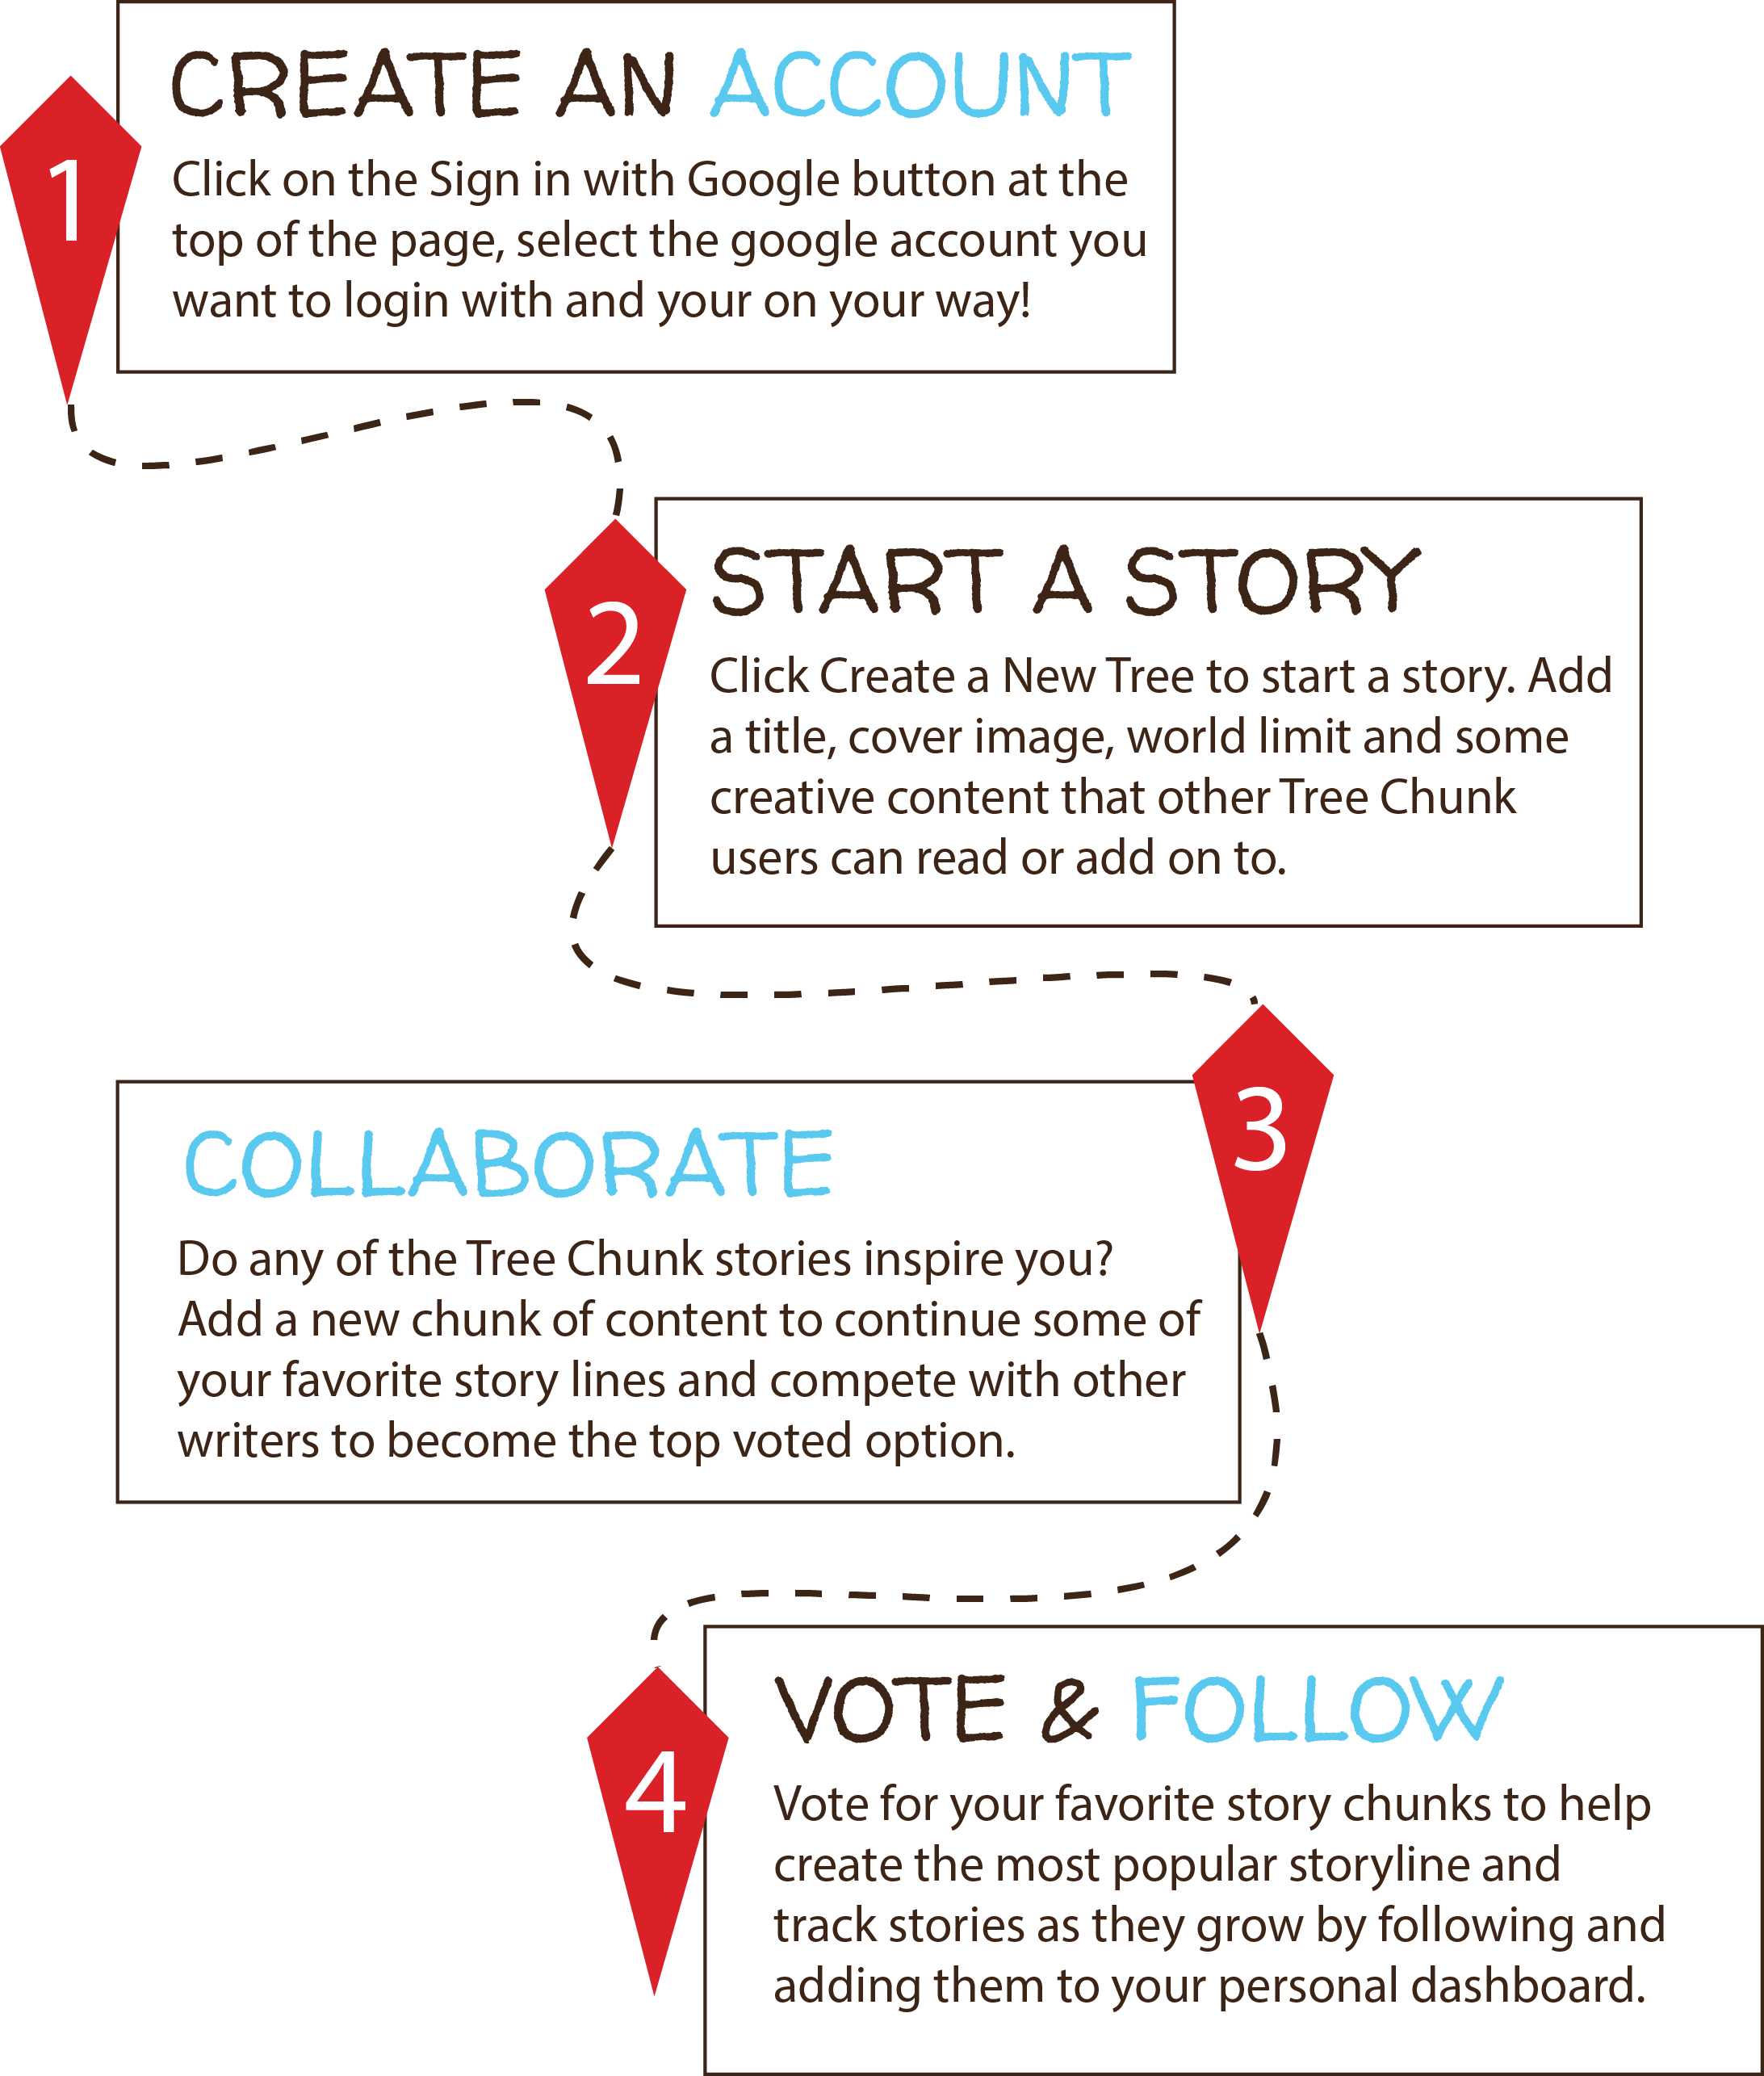 1
CREATE AN ACCOUNT
Click on the Sign in with Google button at the
top of the page, select the google account you
want to login with and your on your way!
2
START A STORY
Click Create a New Tree to start a story. Add
a title, cover image, world limit and some
creative content that other Tree Chunk
users can read or add on to.
3
COLLABORATE
Do any of the Tree Chunk stories inspire you?
Add a new chunk of content to continue some of
your favorite story lines and compete with other
writers to become the top voted option.
4
VOTE & FOLLOW
Vote for your favorite story chunks to help
create the most popular storyline and
track stories as they grow by following and
adding them to your personal dashboard.